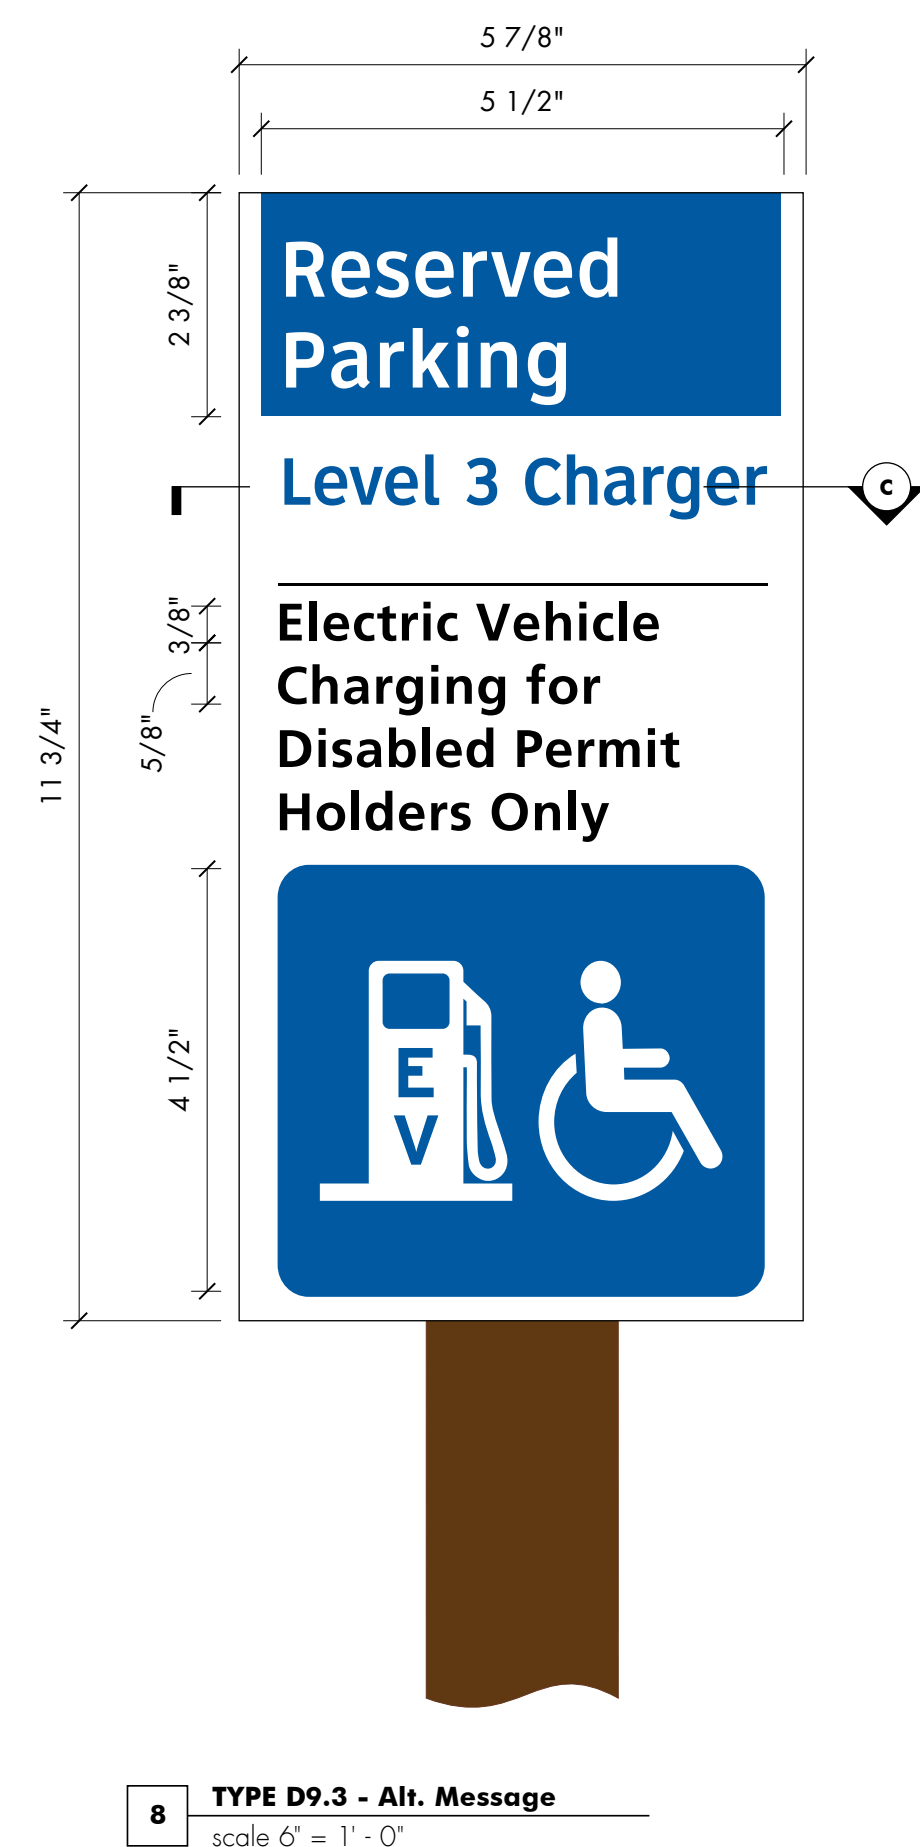 5 7/8"
5 1/2"
2 3/8"
Reserved
Parking
Level 3 Charger
c
3/8"
5/8"
11 3/4"
Electric Vehicle
Charging for
Disabled Permit
Holders Only
4 1/2"
E
V
8
TYPE D9.3 - Alt. Message
scale 6" = 1' - 0"